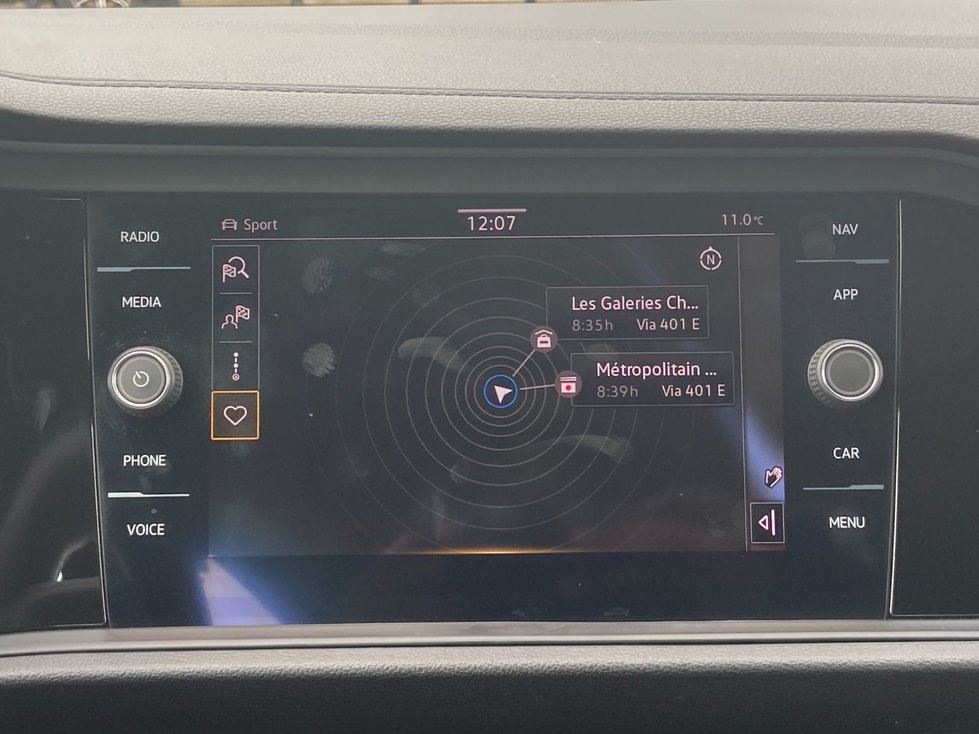 Sport
12:07
11.0°C
RADIO
MEDIA
PHONE
VOICE
N
Les Galeries Ch...
8:35h Via 401 E
Métropolitain ...
8:39h Via 401 E
NAV
APP
CAR
MENU